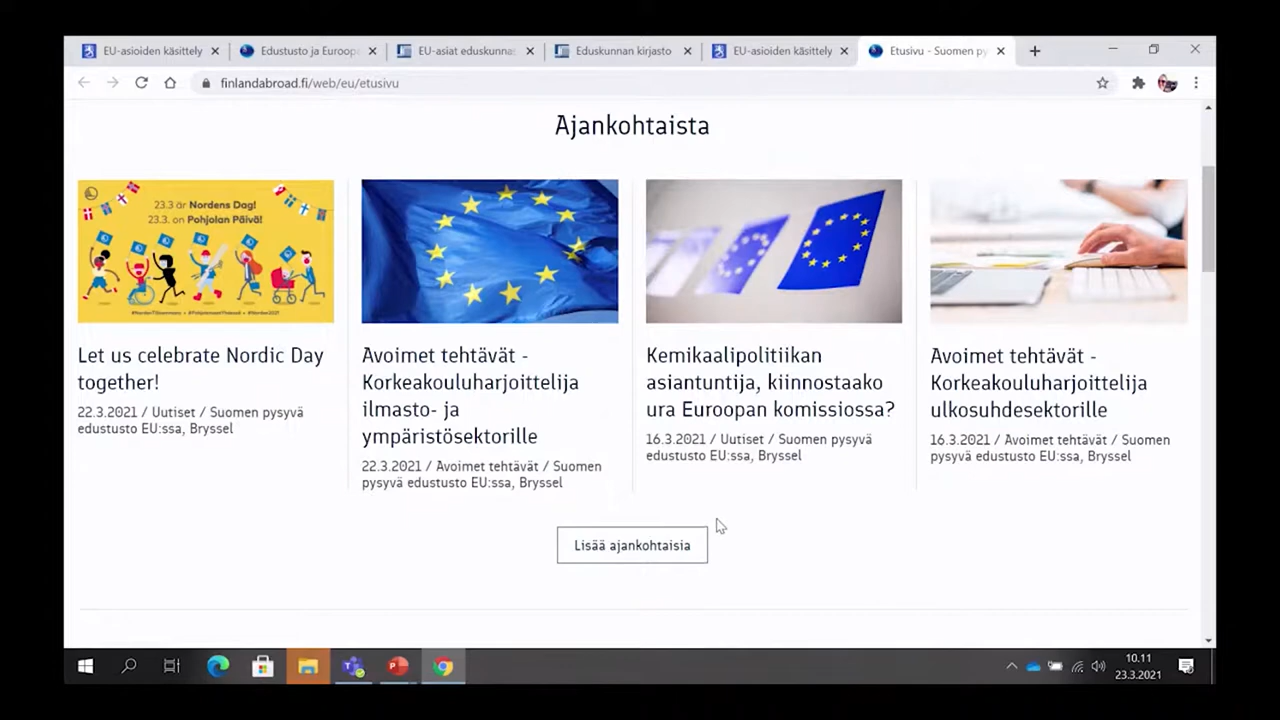 EU-asioiden käsittely
Edustusto ja Euroop
EU-asiat eduskunnas
Eduskunnan kirjasto
EU-asioiden käsittely
Etusivu - Suomen py
finlandabroad.fi/web/eu/etusivu
Ajankohtaista
23.3 är Nordens Dag!
23.3. on Pohjolan Päivä!
Let us celebrate Nordic Day
together!
22.3.2021 / Uutiset / Suomen pysyvä
edustusto EU:ssa, Bryssel
Avoimet tehtävät -
Korkeakouluharjoittelija
ilmasto- ja
ympäristösektorille
22.3.2021 / Avoimet tehtävät / Suomen
pysyvä edustusto EU:ssa, Bryssel
Kemikaalipolitiikan
asiantuntija, kiinnostaako
ura Euroopan komissiossa?
16.3.2021 / Uutiset / Suomen pysyvä
edustusto EU:ssa, Bryssel
Avoimet tehtävät -
Korkeakouluharjoittelija
ulkosuhdesektorille
16.3.2021 / Avoimet tehtävät / Suomen
pysyvä edustusto EU:ssa, Bryssel
Lisää ajankohtaisia
10.11
23.3.2021